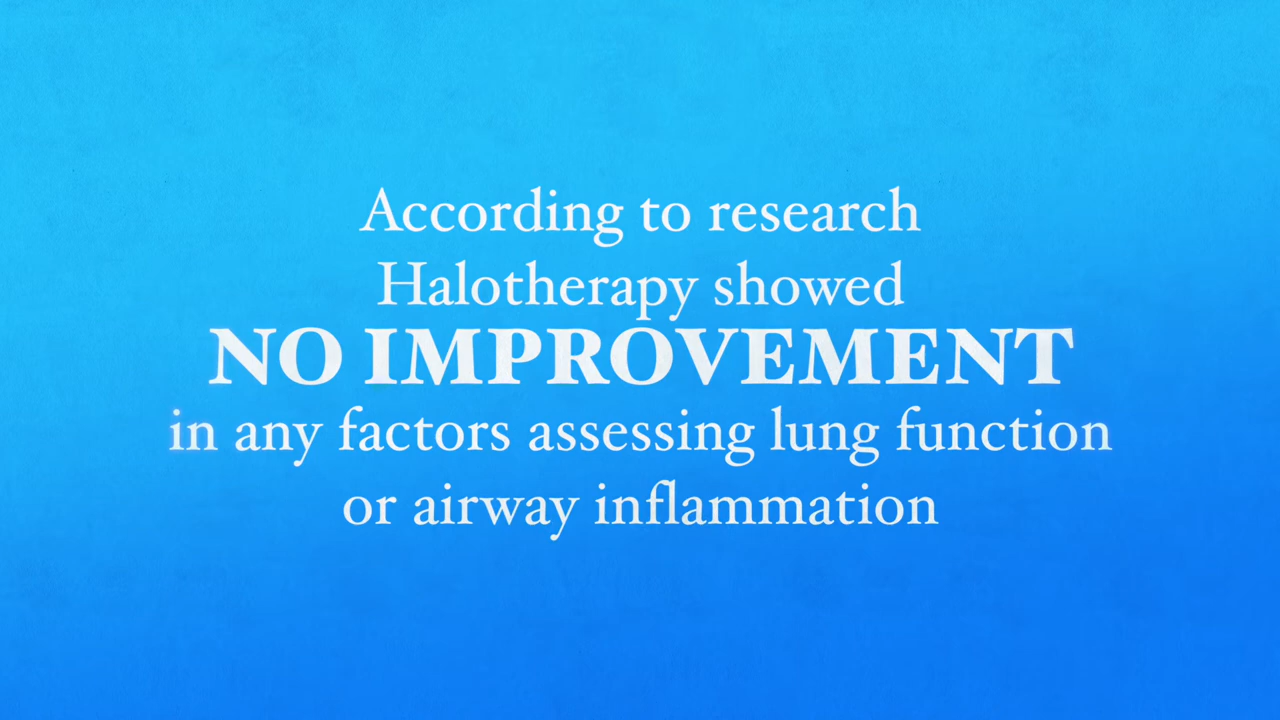 According to research
Halotherapy showed
NO IMPROVEMENT
in any factors assessing lung function
or airway inflammation